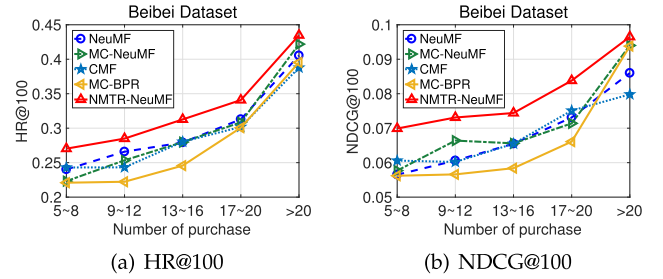 Beibei Dataset
HR@100
0.45
0.4
0.35
0.3
0.25
0.2
NeuMF
MC-NeuMF
CMF
MC-BPR
NMTR-NeuMF
5~8 9~12 13~16 17~20 >20
Number of purchase
(a) HR@100
Beibei Dataset
NDCG@100
0.1
0.09
0.08
0.07
0.06
0.05
NeuMF
MC-NeuMF
CMF
MC-BPR
NMTR-NeuMF
5~8 9~12 13~16 17~20 >20
Number of purchase
(b) NDCG@100